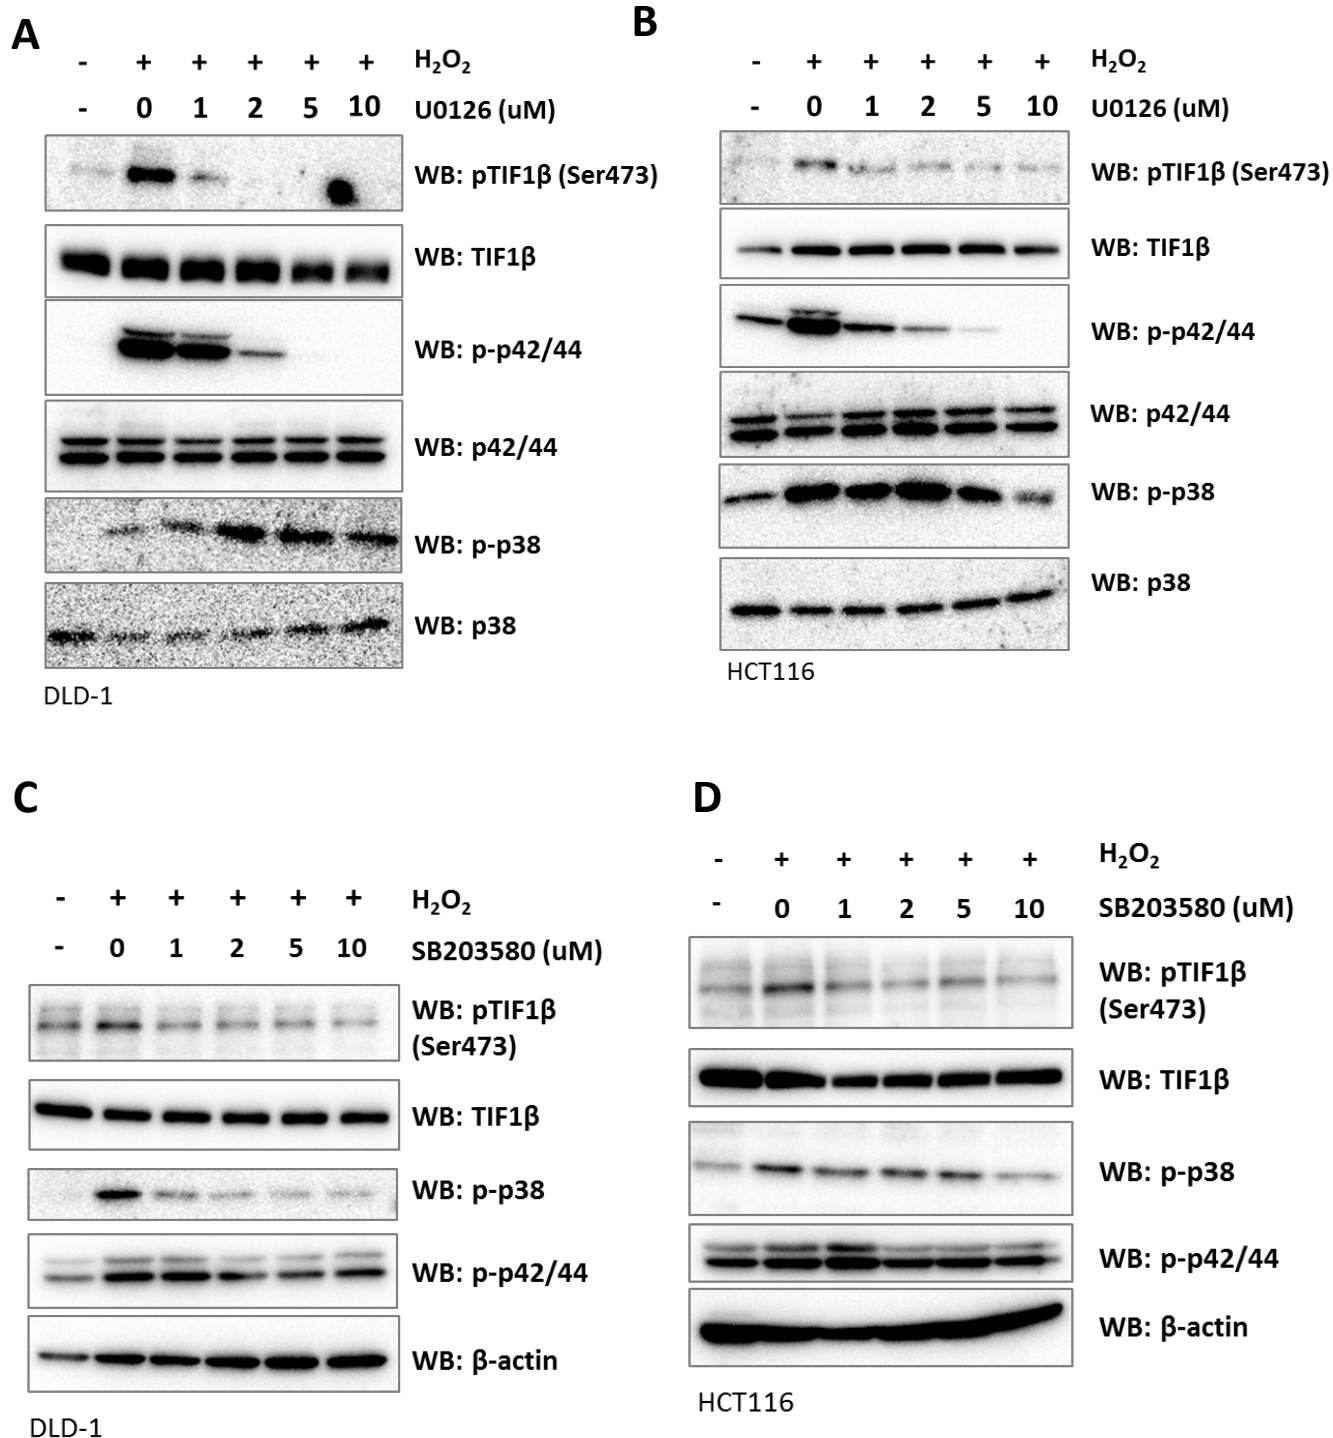 A
- + + + + + H₂O₂
- 0 1 2 5 10 U0126 (uM)
WB: pTIF1β (Ser473)
WB: TIF1β
WB: p-p42/44
WB: p42/44
WB: p-p38
WB: p38
DLD-1
B
- + + + + + H₂O₂
- 0 1 2 5 10 U0126 (uM)
WB: pTIF1β (Ser473)
WB: TIF1β
WB: p-p42/44
WB: p42/44
WB: p-p38
WB: p38
HCT116
C
- + + + + + H₂O₂
- 0 1 2 5 10 SB203580 (uM)
WB: pTIF1β
(Ser473)
WB: TIF1β
WB: p-p38
WB: p-p42/44
WB: β-actin
DLD-1
D
- + + + + + H₂O₂
- 0 1 2 5 10 SB203580 (uM)
WB: pTIF1β
(Ser473)
WB: TIF1β
WB: p-p38
WB: p-p42/44
WB: β-actin
HCT116